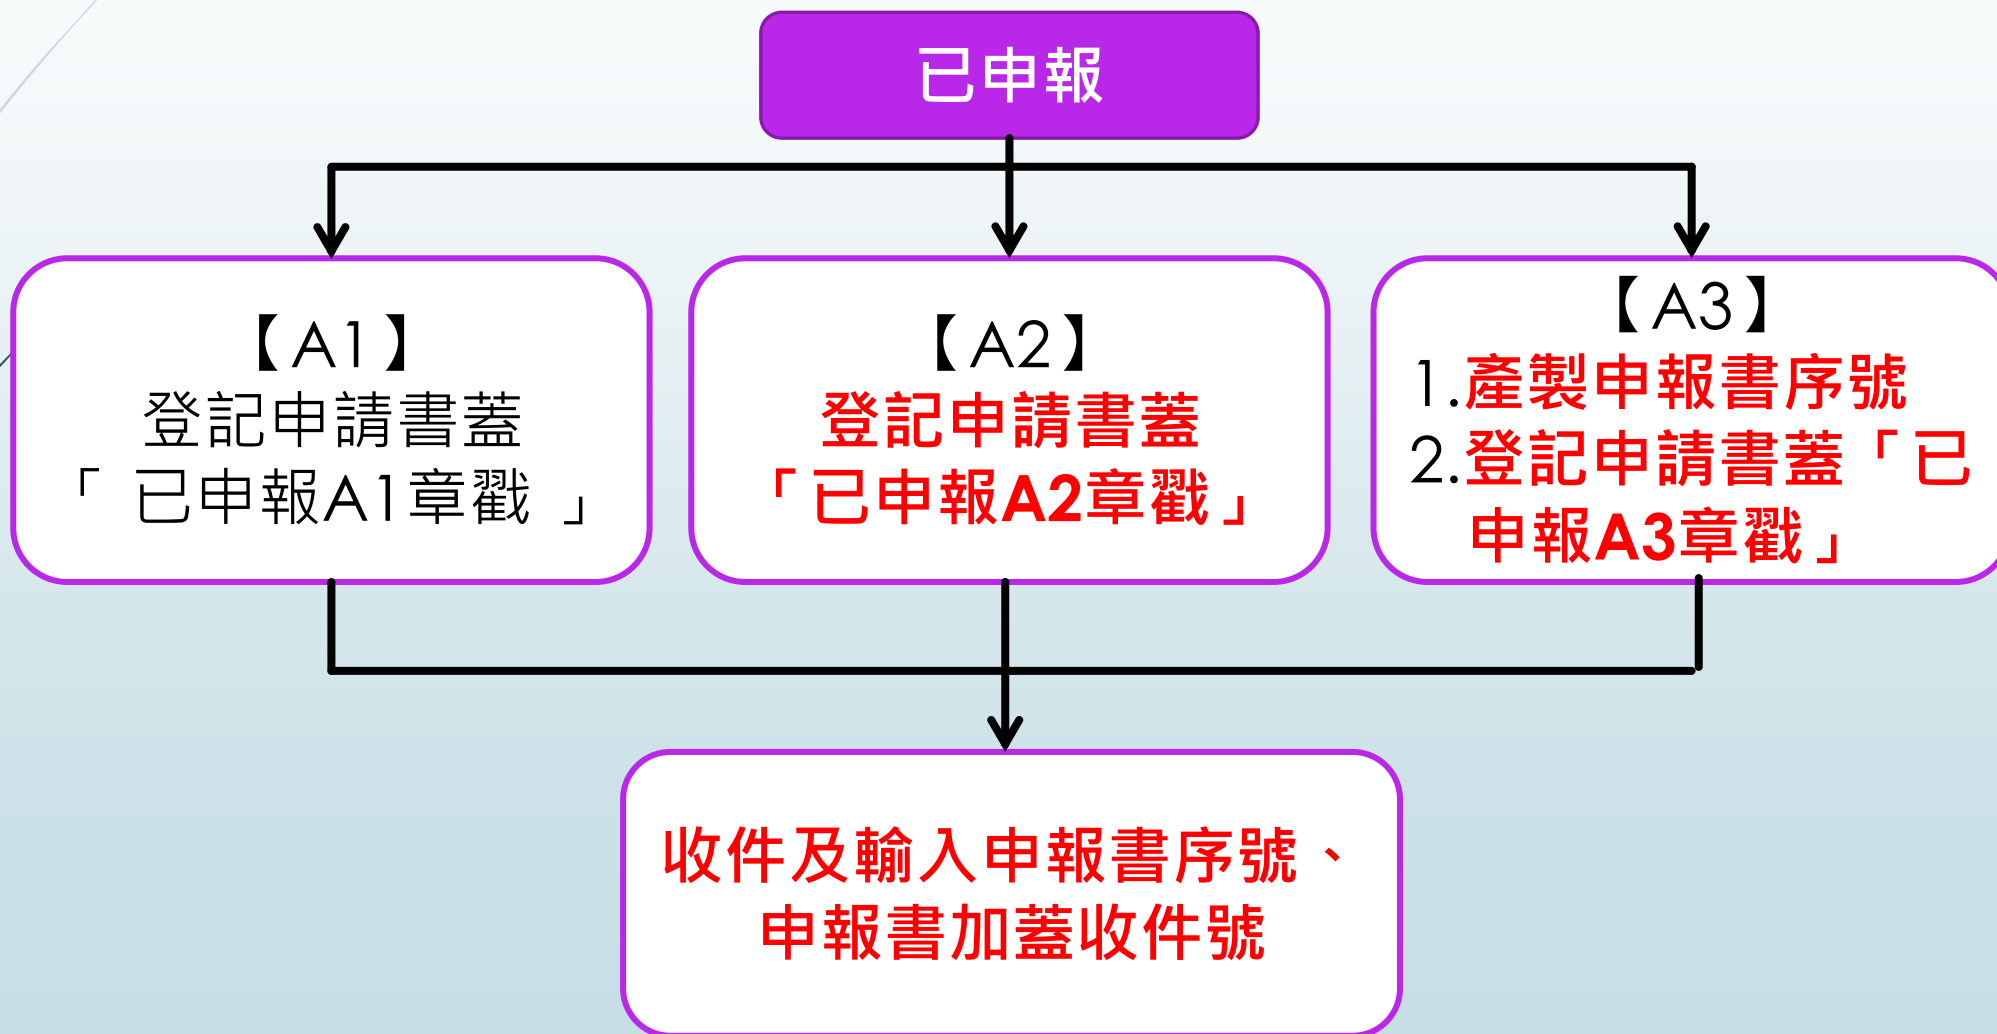 已申報
【A1】
登記申請書蓋
「 已申報A1章戳 」
【A2】
登記申請書蓋
「已申報A2章戳」
【A3】
1.產製申報書序號
2.登記申請書蓋「已
申報A3章戳」
收件及輸入申報書序號、
申報書加蓋收件號